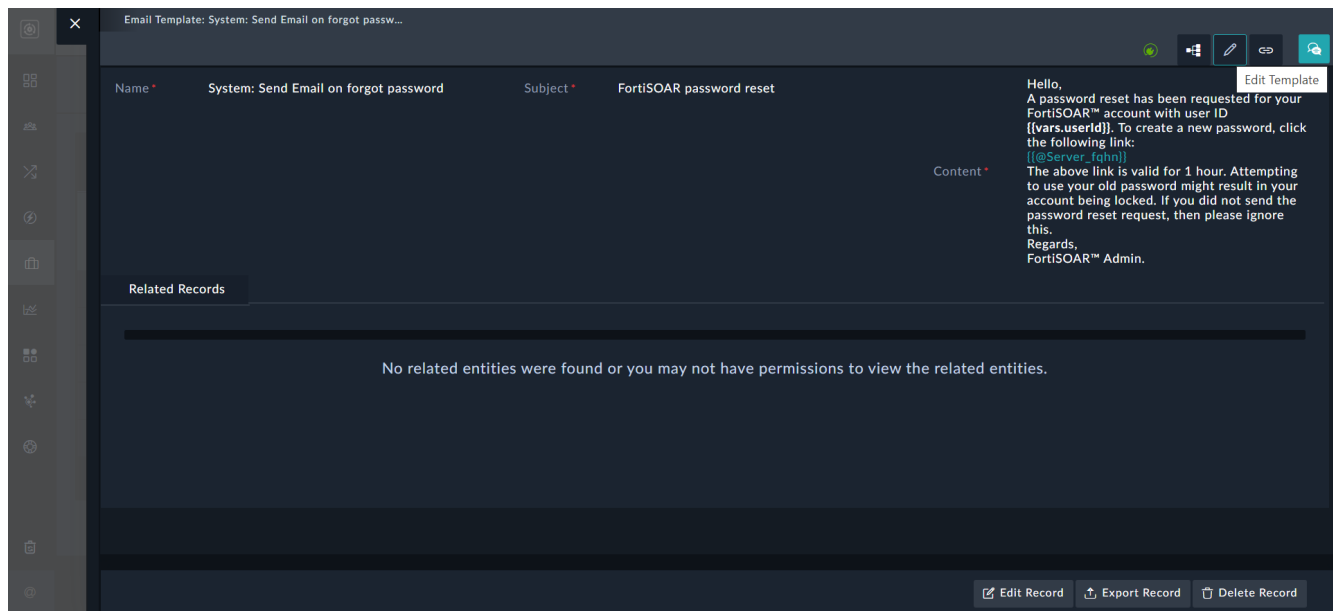 Email Template: System: Send Email on forgot passw...
Edit Template
Name *
System: Send Email on forgot password
Subject *
FortiSOAR password reset
Content *
Hello,
A password reset has been requested for your
FortiSOAR™ account with user ID
{{vars.userId}}. To create a new password, click
the following link:
{{@Server_fqhn}}
The above link is valid for 1 hour. Attempting
to use your old password might result in your
account being locked. If you did not send the
password reset request, then please ignore
this.
Regards,
FortiSOAR™ Admin.
Related Records
No related entities were found or you may not have permissions to view the related entities.
Edit Record
Export Record
Delete Record